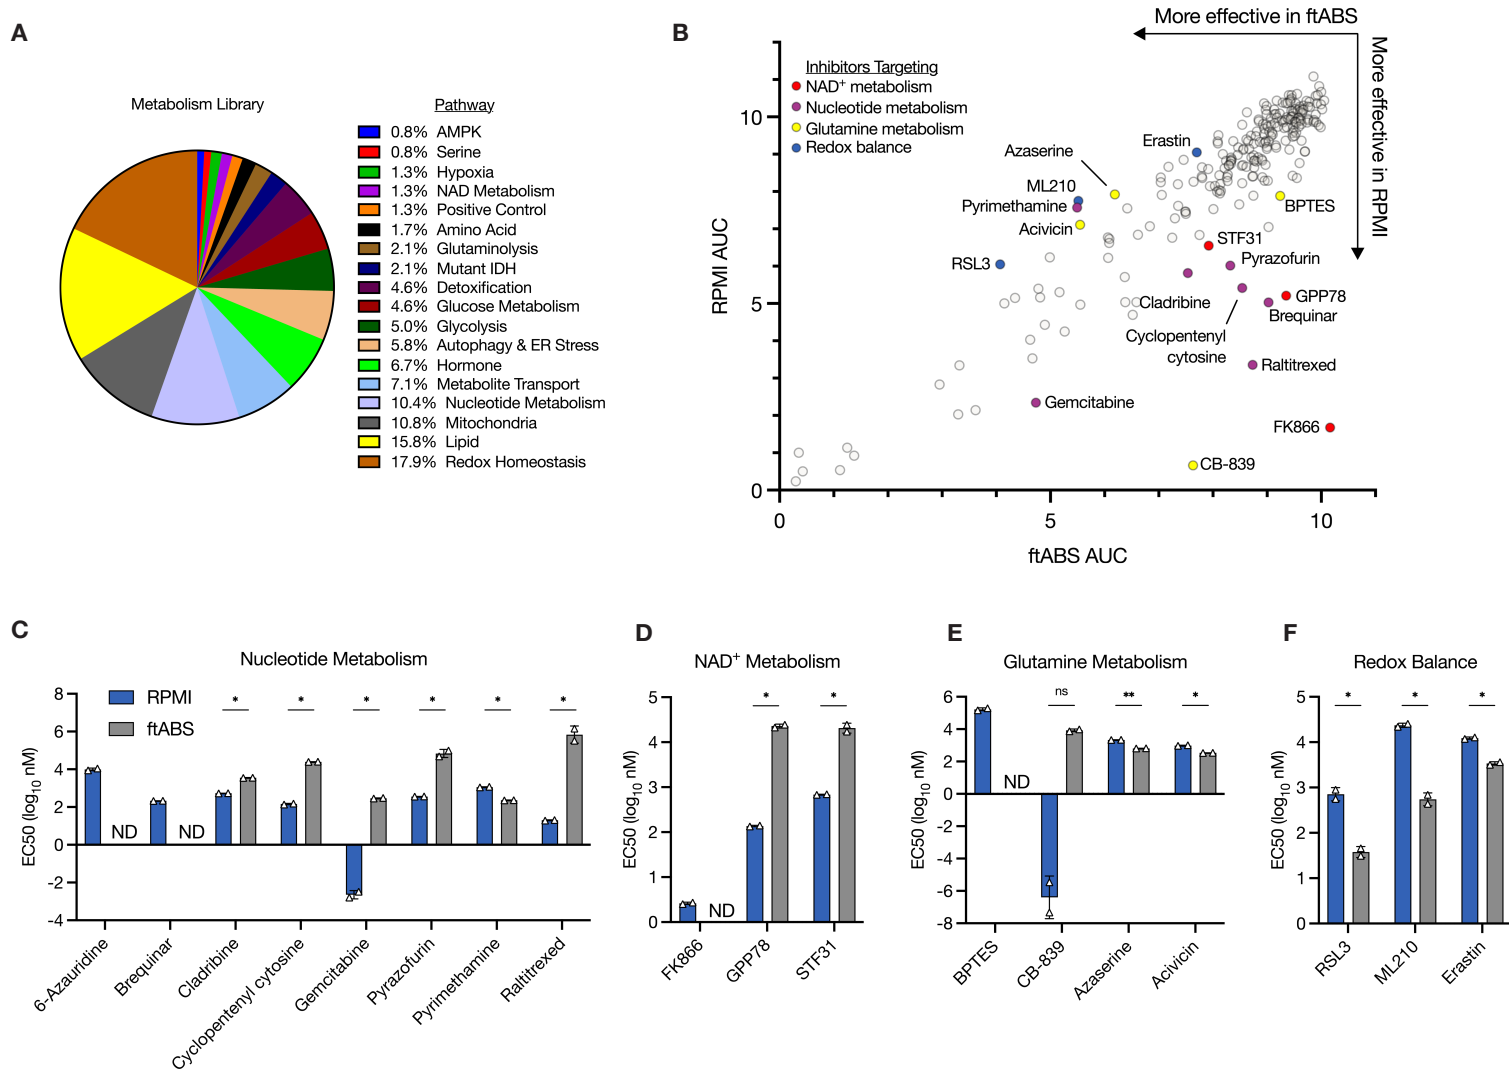 A
Metabolism Library
Pathway
0.8% AMPK
0.8% Serine
1.3% Hypoxia
1.3% NAD Metabolism
1.3% Positive Control
1.7% Amino Acid
2.1% Glutaminolysis
2.1% Mutant IDH
4.6% Detoxification
4.6% Glucose Metabolism
5.0% Glycolysis
5.8% Autophagy & ER Stress
6.7% Hormone
7.1% Metabolite Transport
10.4% Nucleotide Metabolism
10.8% Mitochondria
15.8% Lipid
17.9% Redox Homeostasis
B
More effective in ftABS
More effective in RPMI
Inhibitors Targeting
NAD+ metabolism
Nucleotide metabolism
Glutamine metabolism
Redox balance
Erastin
Azaserine
ML210
Pyrimethamine
Acivicin
BPTES
STF31
RSL3
Pyrazofurin
Cladribine
GPP78
Brequinar
Cyclopentenyl
cytosine
Raltitrexed
Gemcitabine
FK866
CB-839
RPMI AUC
10
5
0
0
5
10
ftABS AUC
C
Nucleotide Metabolism
RPMI
ftABS
EC50 (log10 nM)
8
6
4
2
0
-2
-4
ND
ND
*
*
*
*
*
*
6-Azauridine
Brequinar
Cladribine
Cyclopentenyl cytosine
Gemcitabine
Pyrazofurin
Pyrimethamine
Raltitrexed
D
NAD+ Metabolism
EC50 (log10 nM)
5
4
3
2
1
0
ND
*
*
FK866
GPP78
STF31
E
Glutamine Metabolism
EC50 (log10 nM)
6
4
2
0
-2
-4
-6
-8
ND
ns
**
*
BPTES
CB-839
Azaserine
Acivicin
F
Redox Balance
EC50 (log10 nM)
5
4
3
2
1
0
*
*
*
RSL3
ML210
Erastin